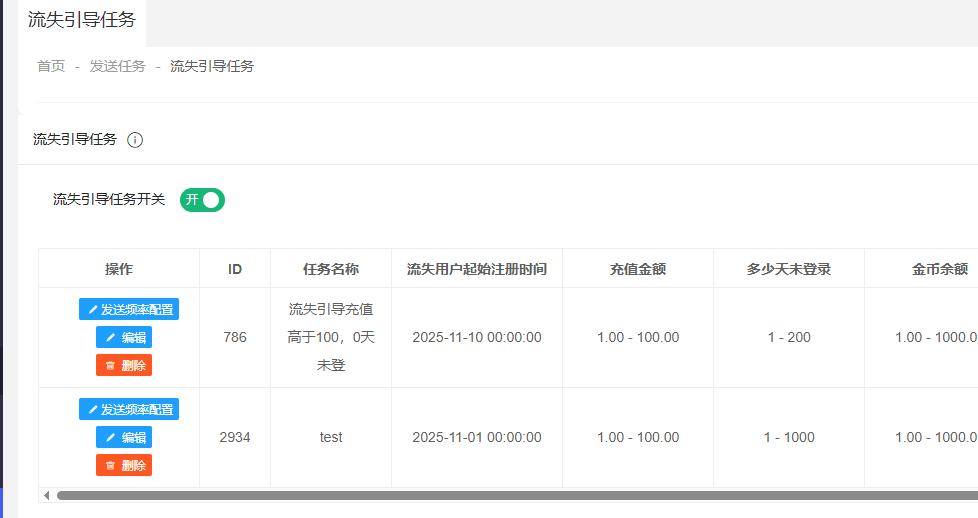 流失引导任务
首页 - 发送任务 - 流失引导任务
流失引导任务
流失引导任务开关 开
操作 ID 任务名称 流失用户起始注册时间 充值金额 多少天未登录 金币余额
发送频率配置
编辑
删除
786
流失引导充值
高于100，0天
未登
2025-11-10 00:00:00 1.00 - 100.00 1 - 200 1.00 - 1000.0
发送频率配置
编辑
删除
2934 test 2025-11-01 00:00:00 1.00 - 100.00 1 - 1000 1.00 - 1000.0